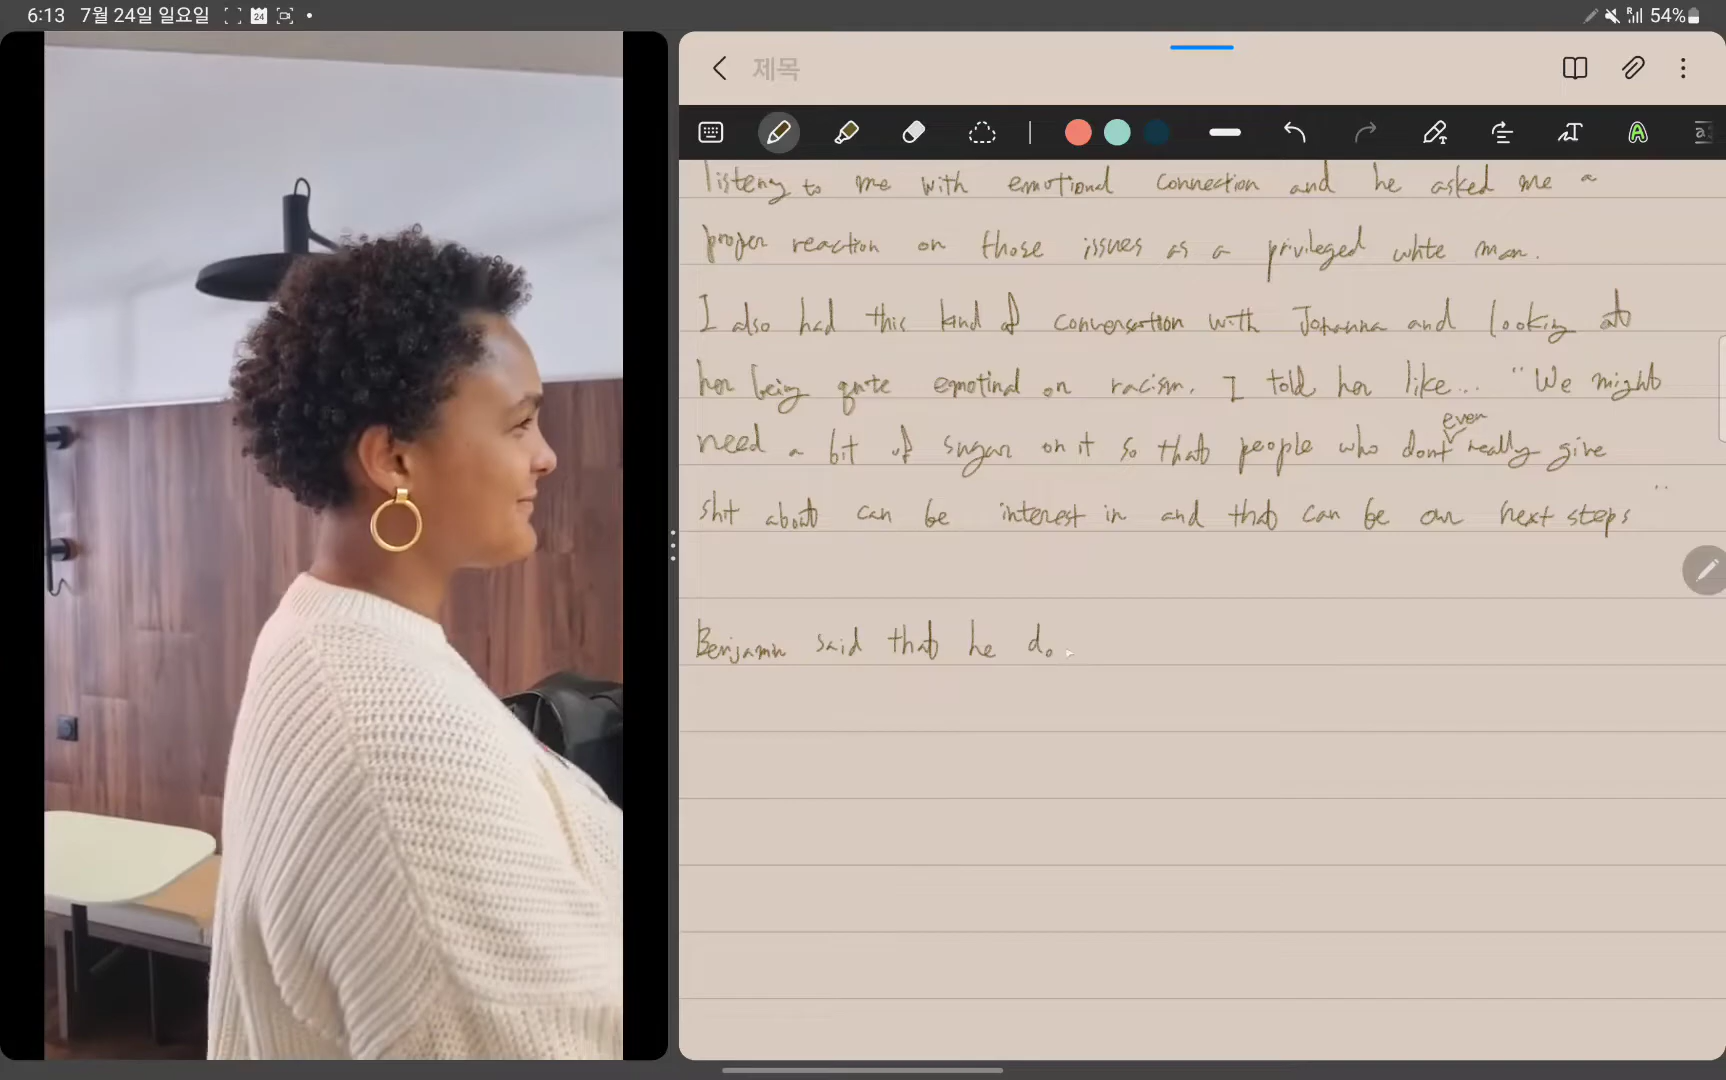 6:13 7월 24일 일요일 24 R 54%
제목
A a
listeny to me with emotional connection and he asked me a
proper reaction on those issues as a privileged white man.
I also had this kind of conversation with Johanna and looking at
her being quite emotinal on racism. I told her like... "We might
even
need a bit of sugar on it so that people who dont really give
shit about can be interest in and that can be our next steps "
Benjamin said that he do